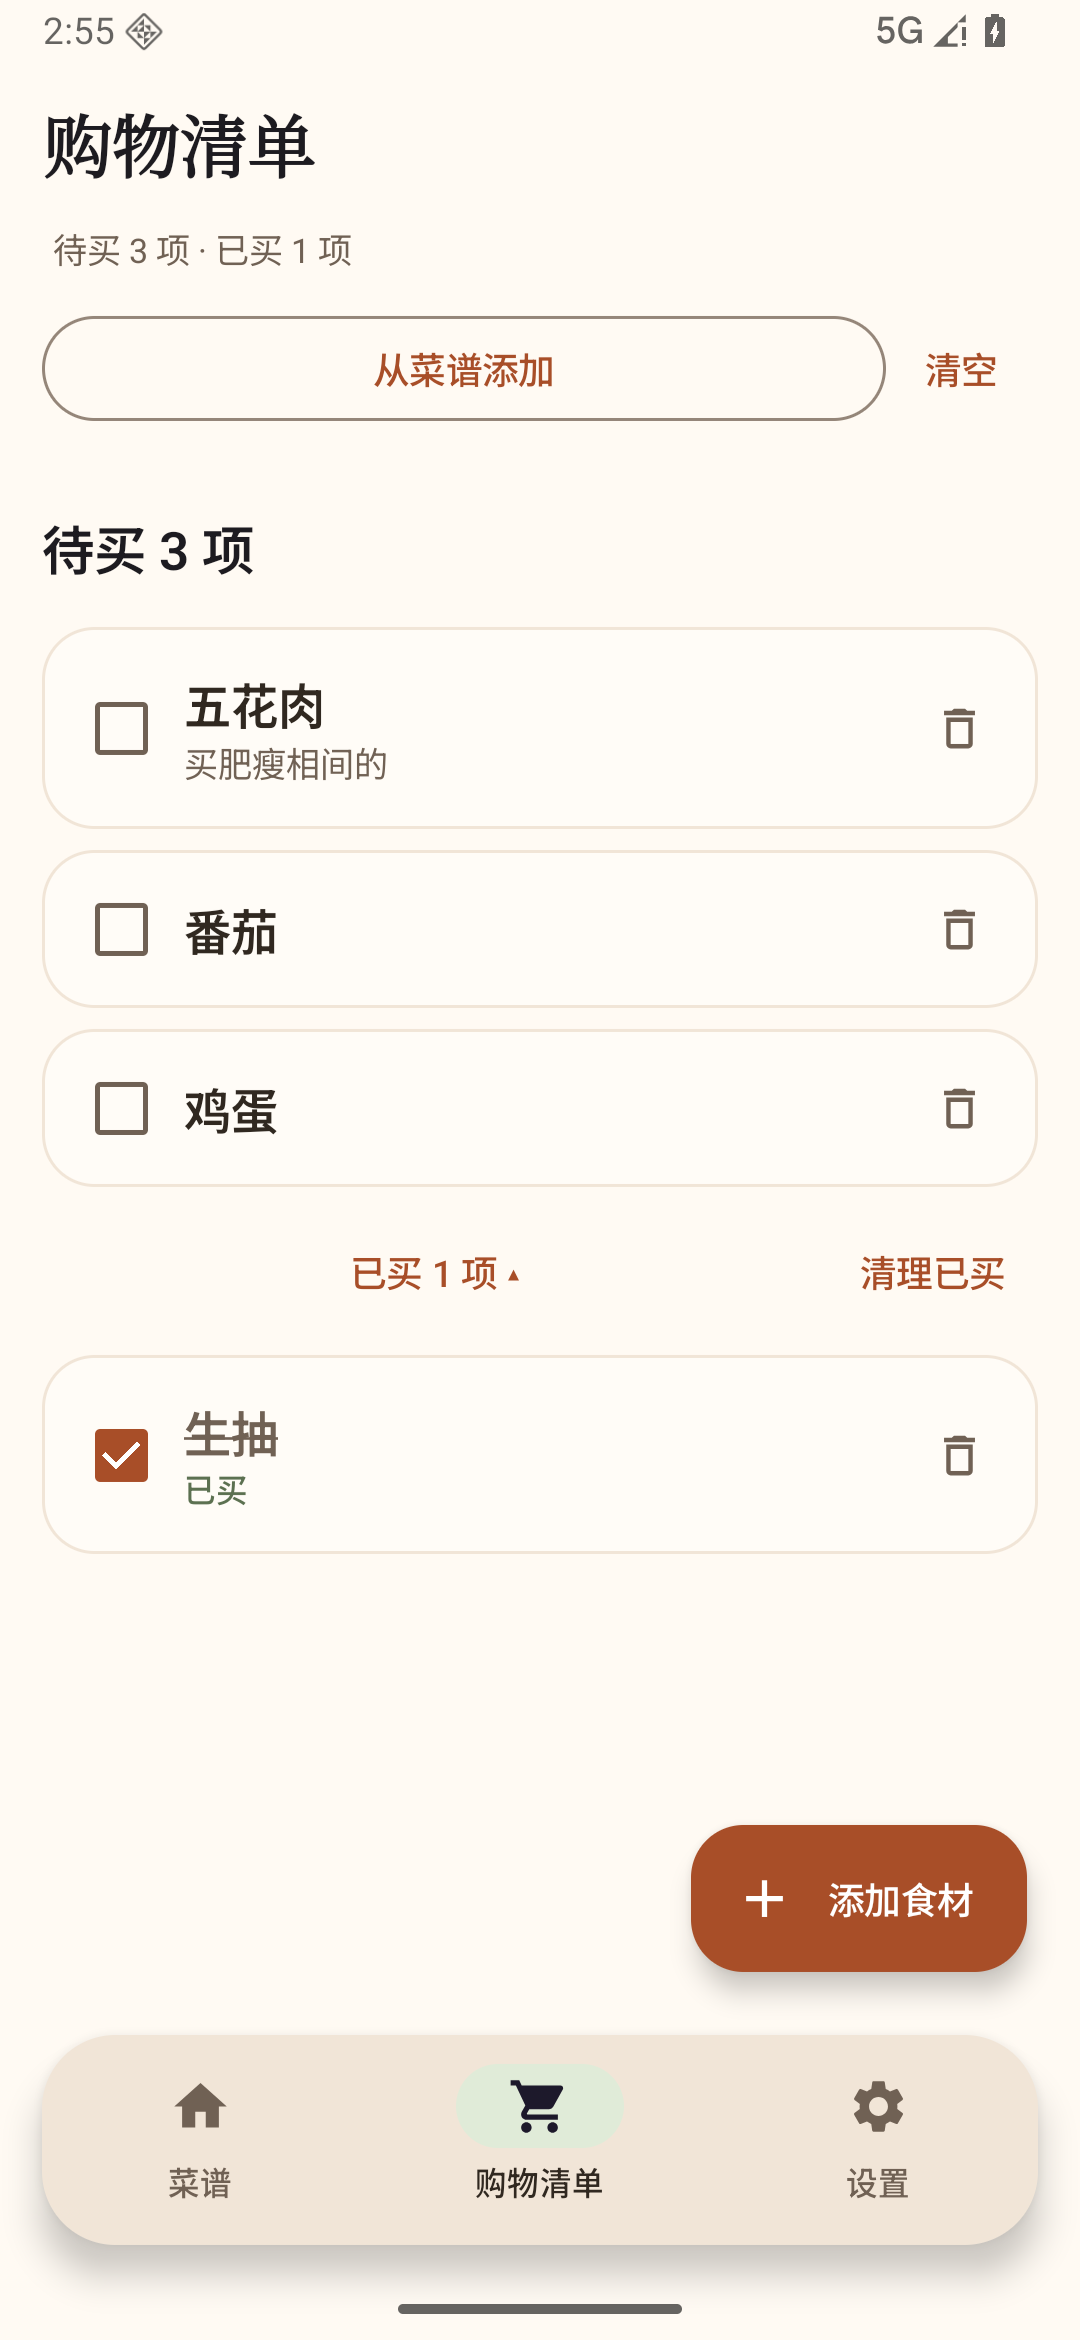 2:55
5G
购物清单
待买 3 项 · 已买 1 项
从菜谱添加
清空
待买 3 项
五花肉
买肥瘦相间的
番茄
鸡蛋
已买 1 项 ▴
清理已买
生抽
已买
添加食材
菜谱
购物清单
设置